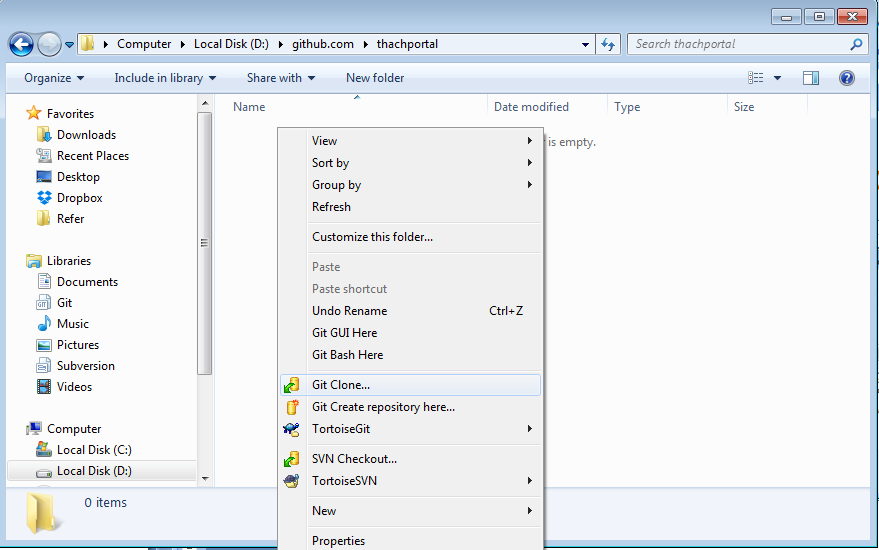 Computer Local Disk (D:) github.com thachportal
Search thachportal
Organize Include in library Share with New folder
Name Date modified Type Size
Favorites
Downloads
Recent Places
Desktop
Dropbox
Refer
Libraries
Documents
Git
Music
Pictures
Subversion
Videos
Computer
Local Disk (C:)
Local Disk (D:)
is empty.
View
Sort by
Group by
Refresh
Customize this folder...
Paste
Paste shortcut
Undo Rename Ctrl+Z
Git GUI Here
Git Bash Here
Git Clone...
Git Create repository here...
TortoiseGit
SVN Checkout...
TortoiseSVN
New
Properties
0 items